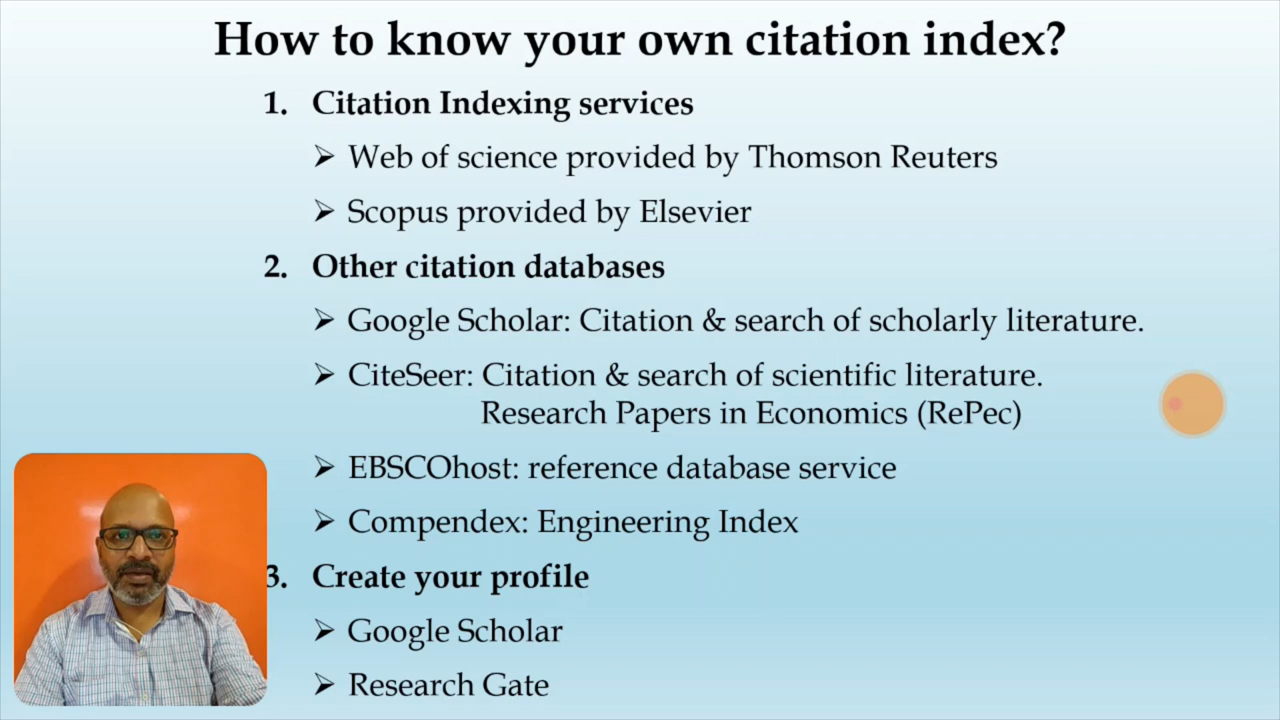 How to know your own citation index?
1. Citation Indexing services
➢ Web of science provided by Thomson Reuters
➢ Scopus provided by Elsevier
2. Other citation databases
➢ Google Scholar: Citation & search of scholarly literature.
➢ CiteSeer: Citation & search of scientific literature.
Research Papers in Economics (RePec)
➢ EBSCOhost: reference database service
➢ Compendex: Engineering Index
3. Create your profile
➢ Google Scholar
➢ Research Gate